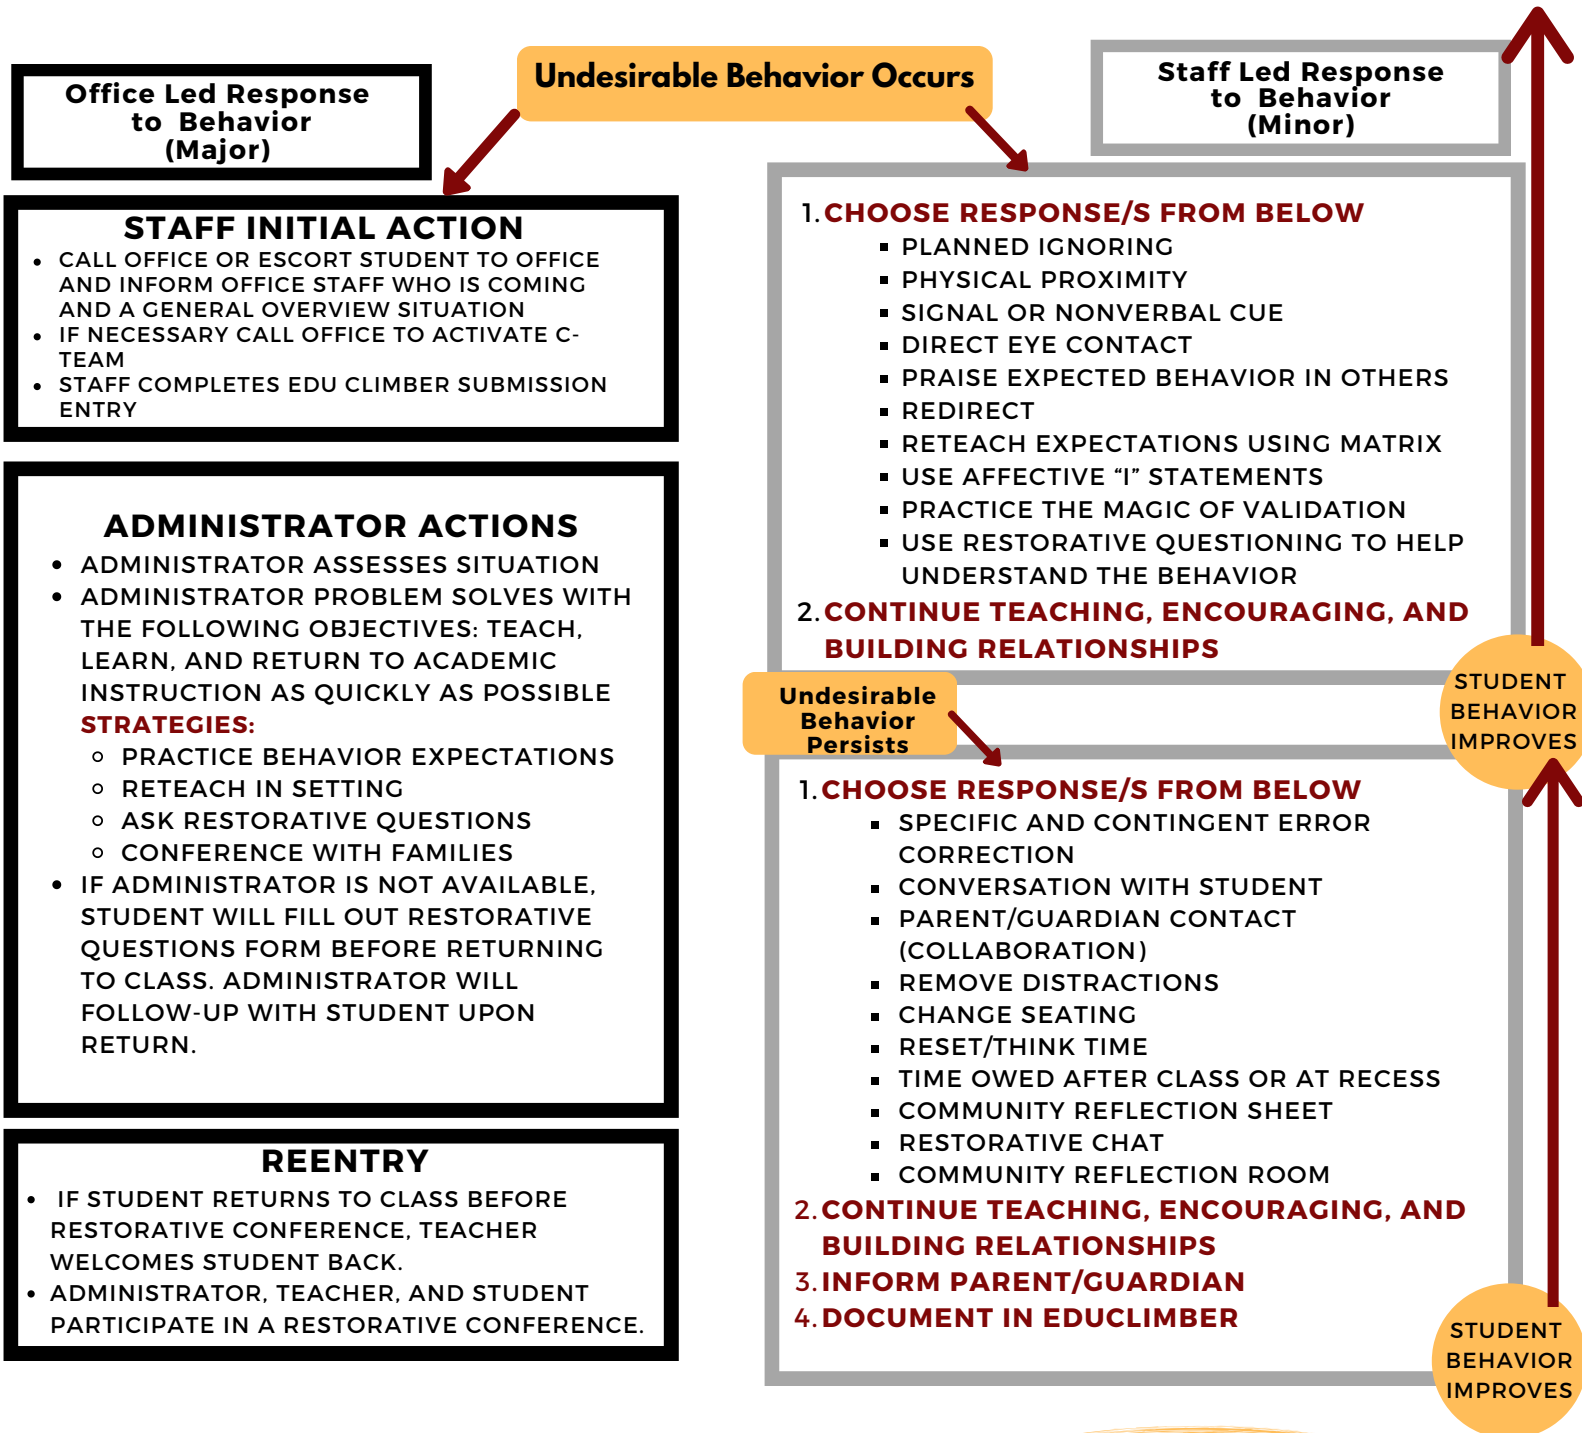 Undesirable Behavior Occurs
Office Led Response
to Behavior
(Major)
STAFF INITIAL ACTION
• CALL OFFICE OR ESCORT STUDENT TO OFFICE
AND INFORM OFFICE STAFF WHO IS COMING
AND A GENERAL OVERVIEW SITUATION
• IF NECESSARY CALL OFFICE TO ACTIVATE C-
TEAM
• STAFF COMPLETES EDU CLIMBER SUBMISSION
ENTRY
ADMINISTRATOR ACTIONS
• ADMINISTRATOR ASSESSES SITUATION
• ADMINISTRATOR PROBLEM SOLVES WITH
THE FOLLOWING OBJECTIVES: TEACH,
LEARN, AND RETURN TO ACADEMIC
INSTRUCTION AS QUICKLY AS POSSIBLE
STRATEGIES:
◦ PRACTICE BEHAVIOR EXPECTATIONS
◦ RETEACH IN SETTING
◦ ASK RESTORATIVE QUESTIONS
◦ CONFERENCE WITH FAMILIES
• IF ADMINISTRATOR IS NOT AVAILABLE,
STUDENT WILL FILL OUT RESTORATIVE
QUESTIONS FORM BEFORE RETURNING
TO CLASS. ADMINISTRATOR WILL
FOLLOW-UP WITH STUDENT UPON
RETURN.
REENTRY
• IF STUDENT RETURNS TO CLASS BEFORE
RESTORATIVE CONFERENCE, TEACHER
WELCOMES STUDENT BACK.
• ADMINISTRATOR, TEACHER, AND STUDENT
PARTICIPATE IN A RESTORATIVE CONFERENCE.
Staff Led Response
to Behavior
(Minor)
1. CHOOSE RESPONSE/S FROM BELOW
▪ PLANNED IGNORING
▪ PHYSICAL PROXIMITY
▪ SIGNAL OR NONVERBAL CUE
▪ DIRECT EYE CONTACT
▪ PRAISE EXPECTED BEHAVIOR IN OTHERS
▪ REDIRECT
▪ RETEACH EXPECTATIONS USING MATRIX
▪ USE AFFECTIVE “I” STATEMENTS
▪ PRACTICE THE MAGIC OF VALIDATION
▪ USE RESTORATIVE QUESTIONING TO HELP
UNDERSTAND THE BEHAVIOR
2. CONTINUE TEACHING, ENCOURAGING, AND
BUILDING RELATIONSHIPS
STUDENT
BEHAVIOR
IMPROVES
Undesirable
Behavior
Persists
1. CHOOSE RESPONSE/S FROM BELOW
▪ SPECIFIC AND CONTINGENT ERROR
CORRECTION
▪ CONVERSATION WITH STUDENT
▪ PARENT/GUARDIAN CONTACT
(COLLABORATION)
▪ REMOVE DISTRACTIONS
▪ CHANGE SEATING
▪ RESET/THINK TIME
▪ TIME OWED AFTER CLASS OR AT RECESS
▪ COMMUNITY REFLECTION SHEET
▪ RESTORATIVE CHAT
▪ COMMUNITY REFLECTION ROOM
2. CONTINUE TEACHING, ENCOURAGING, AND
BUILDING RELATIONSHIPS
3. INFORM PARENT/GUARDIAN
4. DOCUMENT IN EDUCLIMBER
STUDENT
BEHAVIOR
IMPROVES